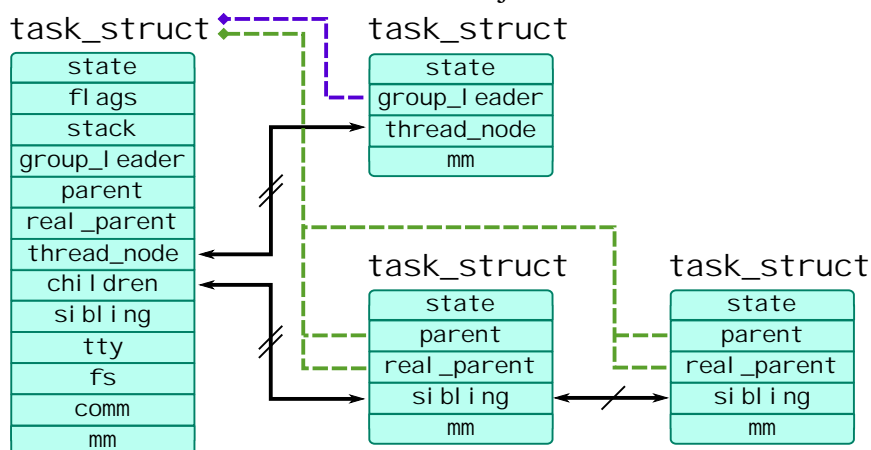 task_struct
state
flags
stack
group_leader
parent
real_parent
thread_node
children
sibling
tty
fs
comm
mm
task_struct
state
group_leader
thread_node
mm
task_struct
state
parent
real_parent
sibling
mm
task_struct
state
parent
real_parent
sibling
mm